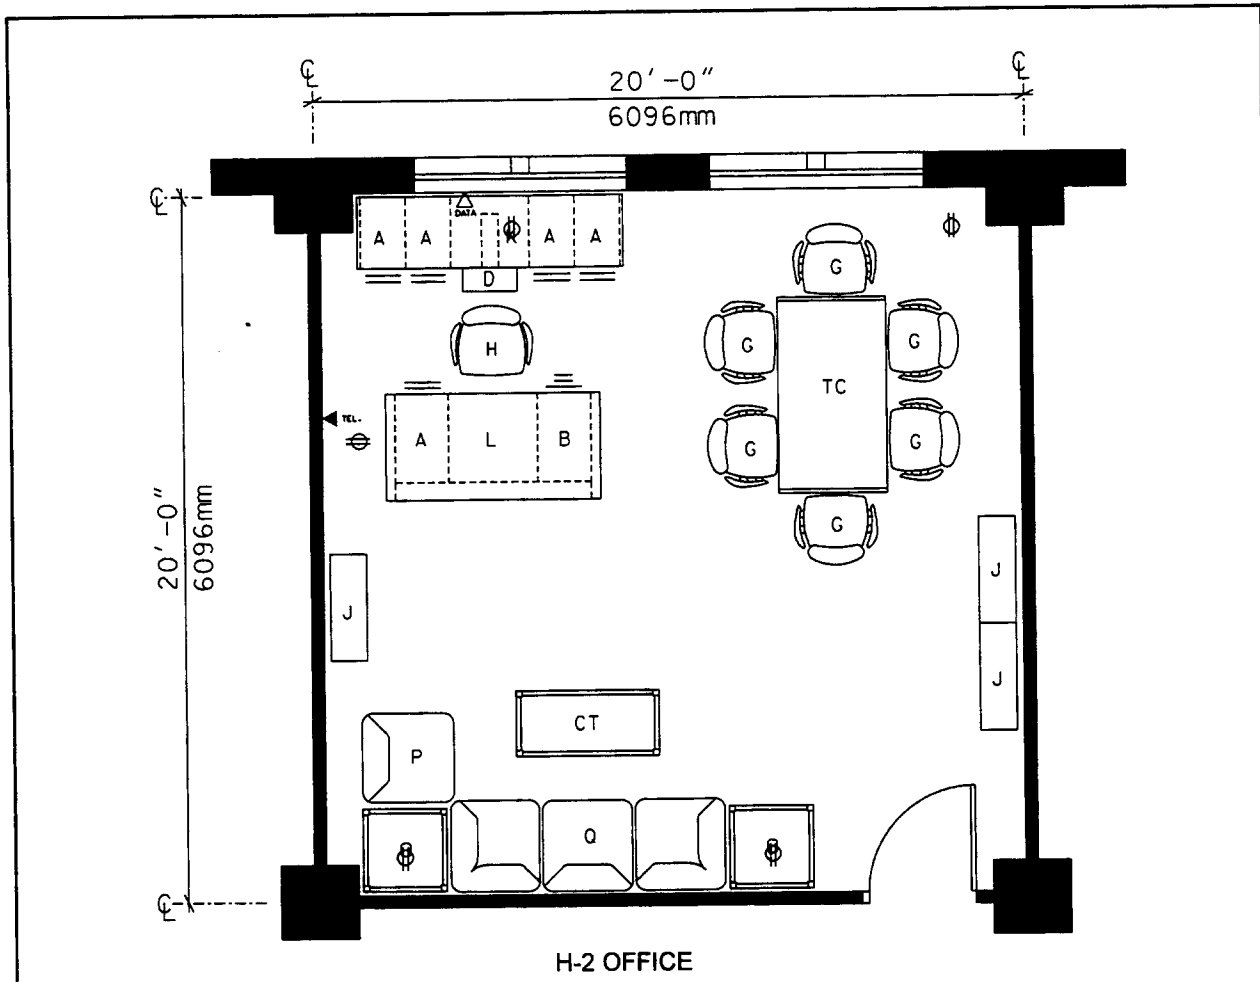 ℄
℄
20'-0"
6096mm
℄
DATA
A A A A
D
G
H
G G
TEL.
TC
A L B
G G
20'-0"
6096mm
G
J
J
J
CT
P
Q
℄
H-2 OFFICE